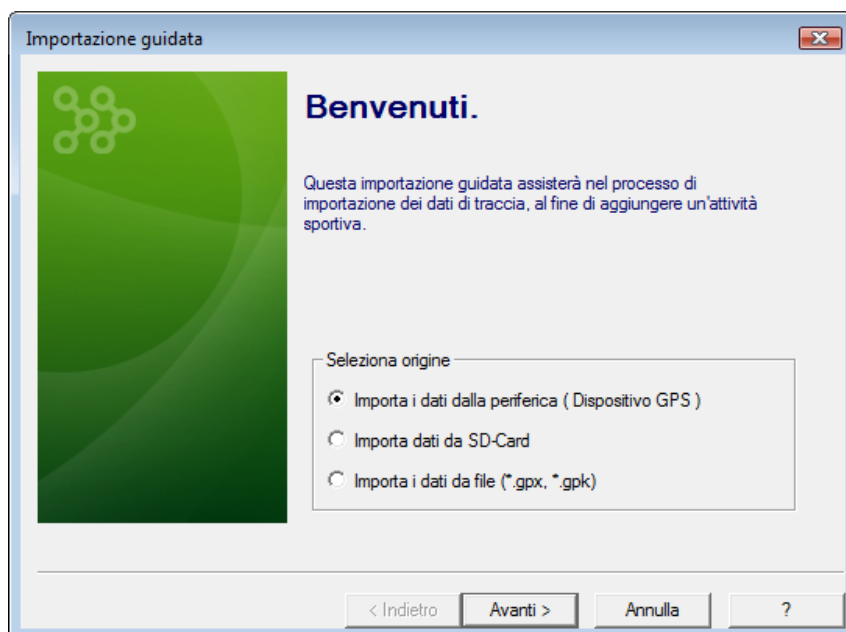 Importazione guidata
Benvenuti.
Questa importazione guidata assisterà nel processo di
importazione dei dati di traccia, al fine di aggiungere un'attività
sportiva.
Seleziona origine
Importa i dati dalla periferica ( Dispositivo GPS )
Importa dati da SD-Card
Importa i dati da file (*.gpx, *.gpk)
< Indietro Avanti > Annulla ?